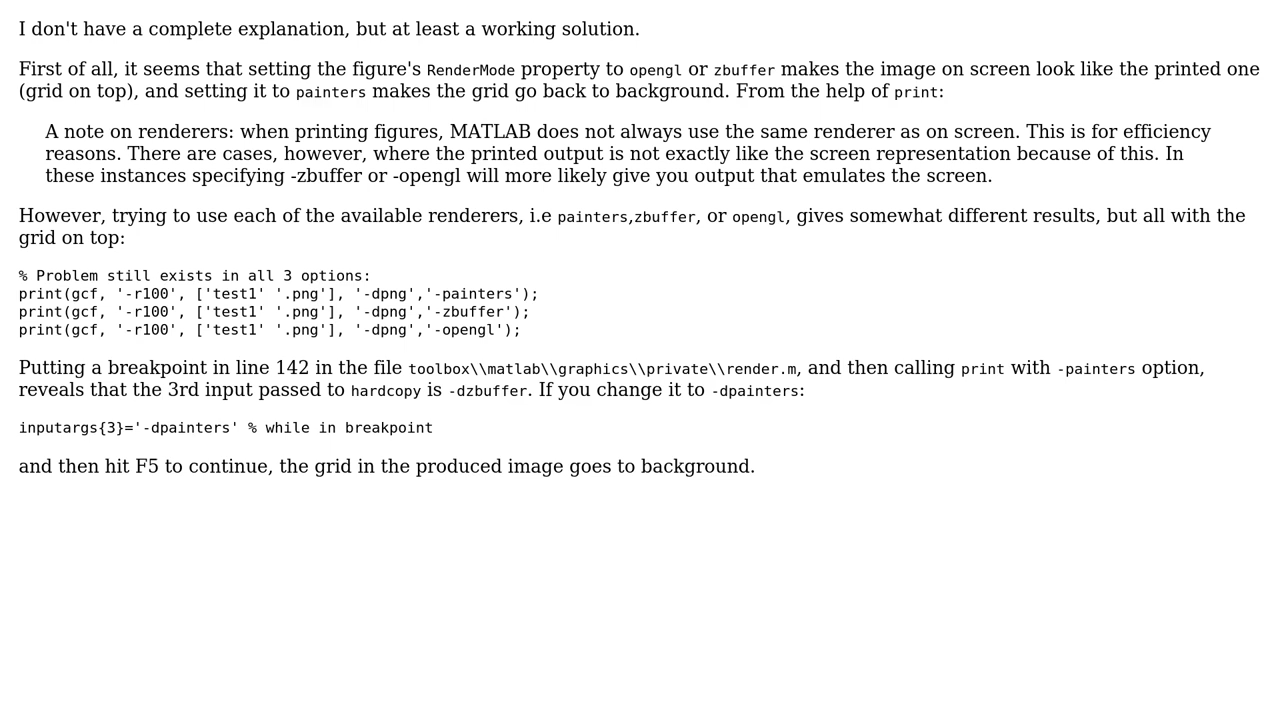 I don't have a complete explanation, but at least a working solution.
First of all, it seems that setting the figure's RenderMode property to opengl or zbuffer makes the image on screen look like the printed one
(grid on top), and setting it to painters makes the grid go back to background. From the help of print:
A note on renderers: when printing figures, MATLAB does not always use the same renderer as on screen. This is for efficiency
reasons. There are cases, however, where the printed output is not exactly like the screen representation because of this. In
these instances specifying -zbuffer or -opengl will more likely give you output that emulates the screen.
However, trying to use each of the available renderers, i.e painters,zbuffer, or opengl, gives somewhat different results, but all with the
grid on top:
% Problem still exists in all 3 options:
print(gcf, '-r100', ['test1' '.png'], '-dpng','-painters');
print(gcf, '-r100', ['test1' '.png'], '-dpng','-zbuffer');
print(gcf, '-r100', ['test1' '.png'], '-dpng','-opengl');
Putting a breakpoint in line 142 in the file toolbox\\matlab\\graphics\\private\\render.m, and then calling print with -painters option,
reveals that the 3rd input passed to hardcopy is -dzbuffer. If you change it to -dpainters:
inputargs{3}='-dpainters' % while in breakpoint
and then hit F5 to continue, the grid in the produced image goes to background.